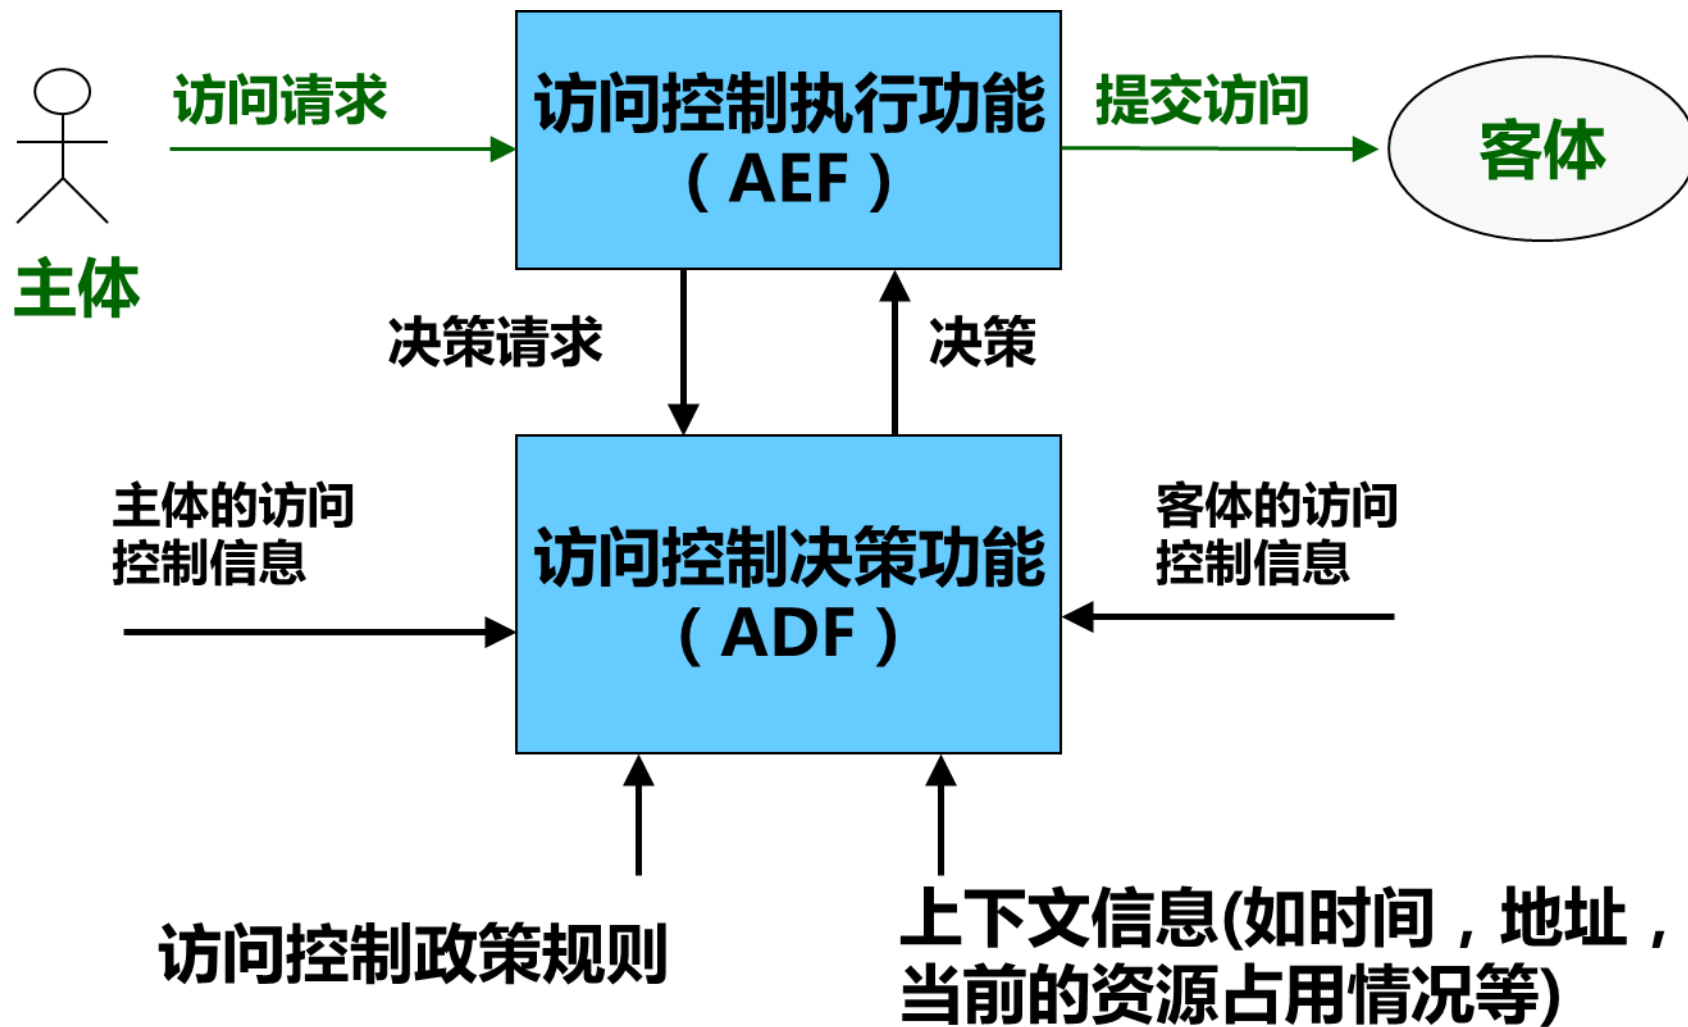 访问请求
访问控制执行功能
（AEF）
提交访问
客体
主体
决策请求
决策
主体的访问
控制信息
访问控制决策功能
（ADF）
客体的访问
控制信息
访问控制政策规则
上下文信息(如时间，地址，
当前的资源占用情况等)